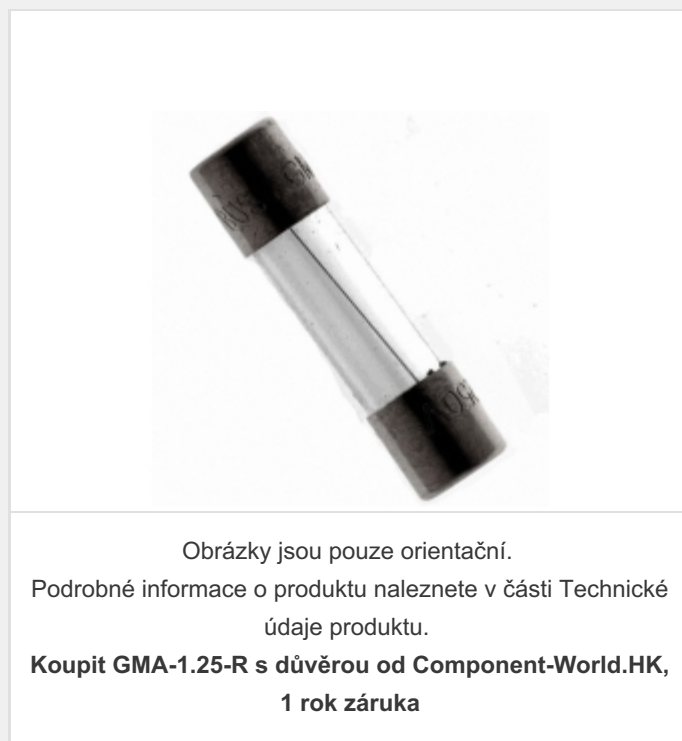 Obrázky jsou pouze orientační.
Podrobné informace o produktu naleznete v části Technické
údaje produktu.
Koupit GMA-1.25-R s důvěrou od Component-World.HK,
1 rok záruka